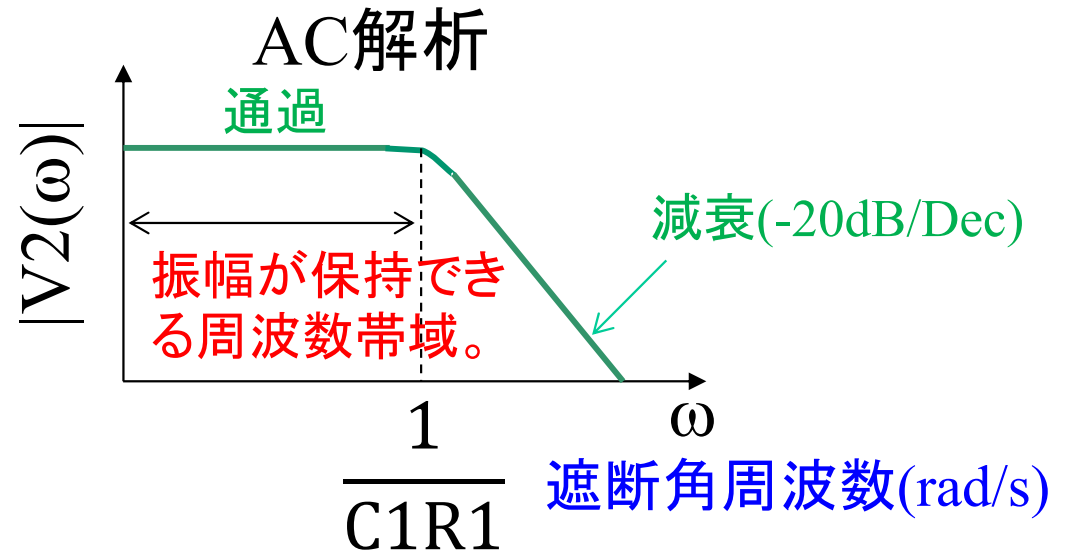 AC解析
通過
|V2(ω)|
減衰(-20dB/Dec)
振幅が保持でき
る周波数帯域。
1
C1R1
ω
遮断角周波数(rad/s)